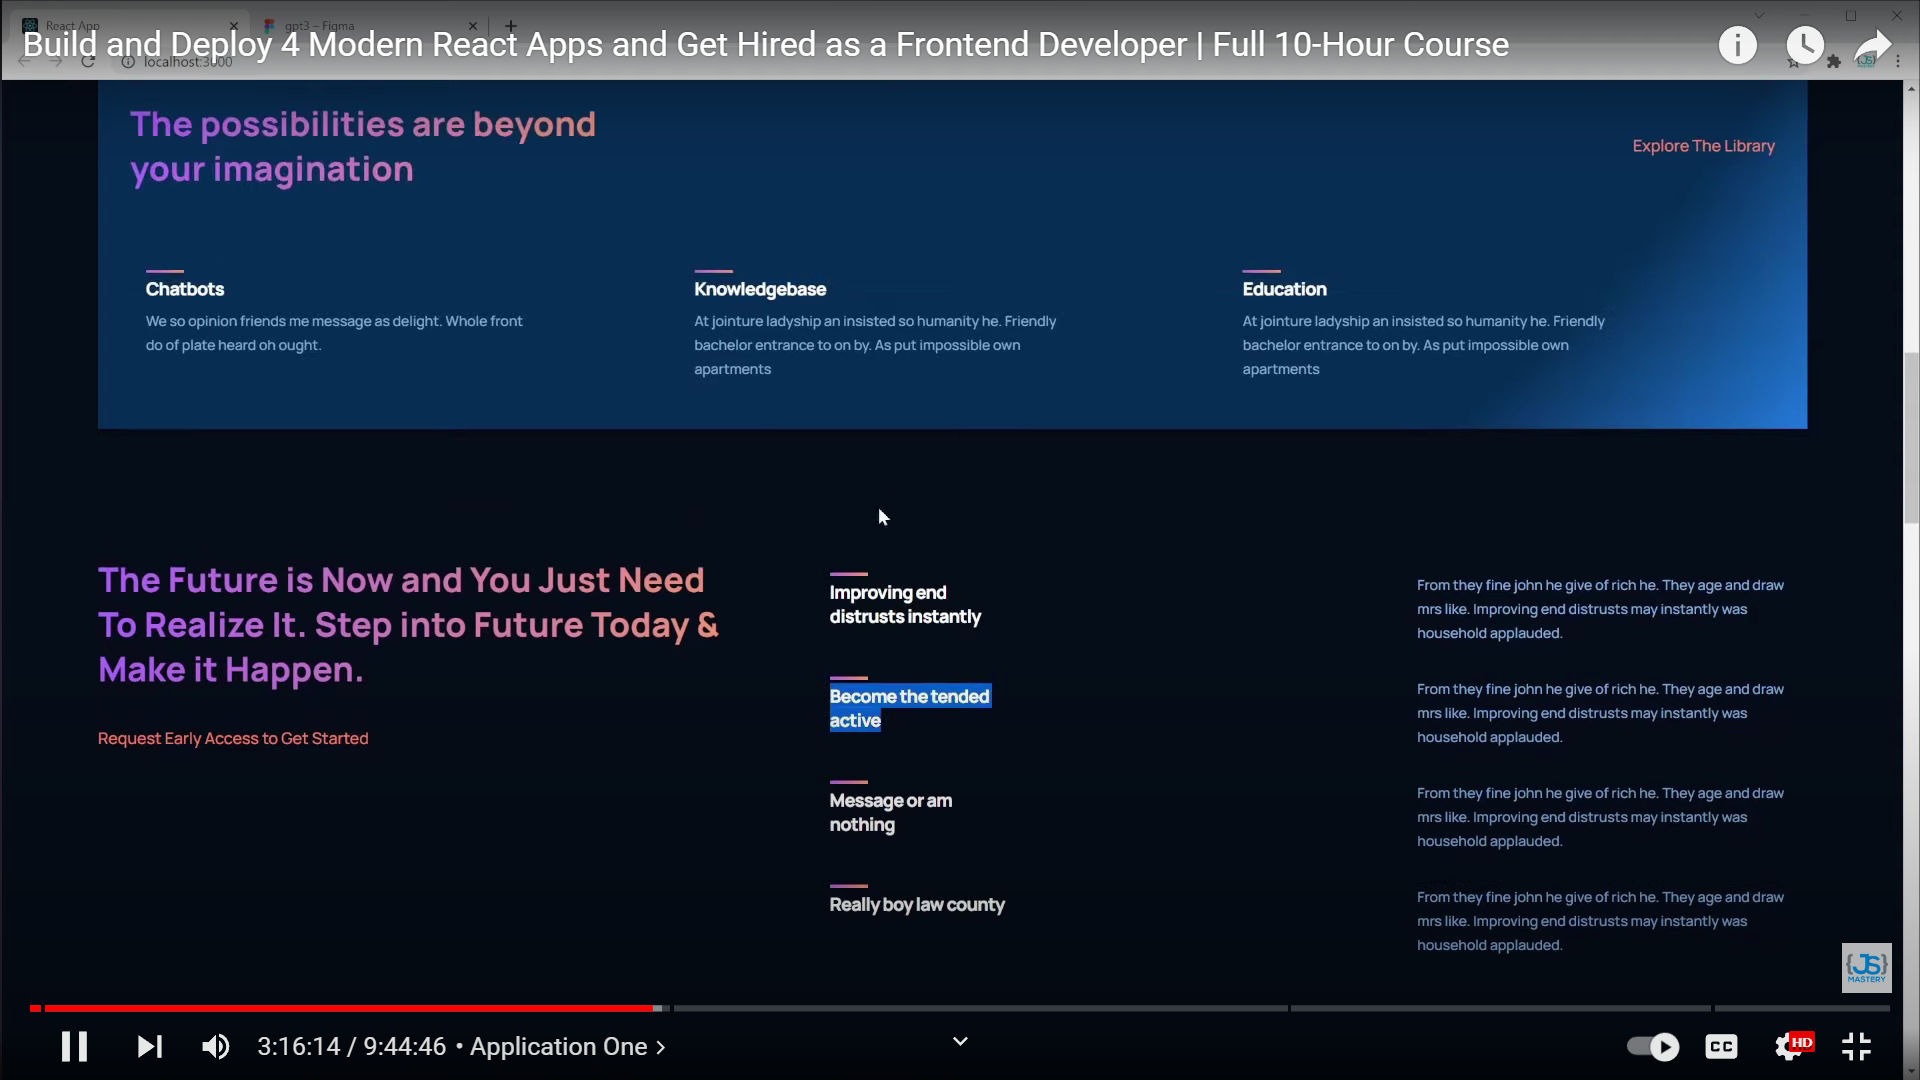 React App
gpt3 – Figma
Build and Deploy 4 Modern React Apps and Get Hired as a Frontend Developer | Full 10-Hour Course
localhost:3000
The possibilities are beyond
your imagination
Explore The Library
Chatbots
We so opinion friends me message as delight. Whole front
do of plate heard oh ought.
Knowledgebase
At jointure ladyship an insisted so humanity he. Friendly
bachelor entrance to on by. As put impossible own
apartments
Education
At jointure ladyship an insisted so humanity he. Friendly
bachelor entrance to on by. As put impossible own
apartments
The Future is Now and You Just Need
To Realize It. Step into Future Today &
Make it Happen.
Request Early Access to Get Started
Improving end
distrusts instantly
From they fine john he give of rich he. They age and draw
mrs like. Improving end distrusts may instantly was
household applauded.
Become the tended
active
From they fine john he give of rich he. They age and draw
mrs like. Improving end distrusts may instantly was
household applauded.
Message or am
nothing
From they fine john he give of rich he. They age and draw
mrs like. Improving end distrusts may instantly was
household applauded.
Really boy law county
From they fine john he give of rich he. They age and draw
mrs like. Improving end distrusts may instantly was
household applauded.
{JS}
MASTERY
3:16:14 / 9:44:46 • Application One
CC
HD